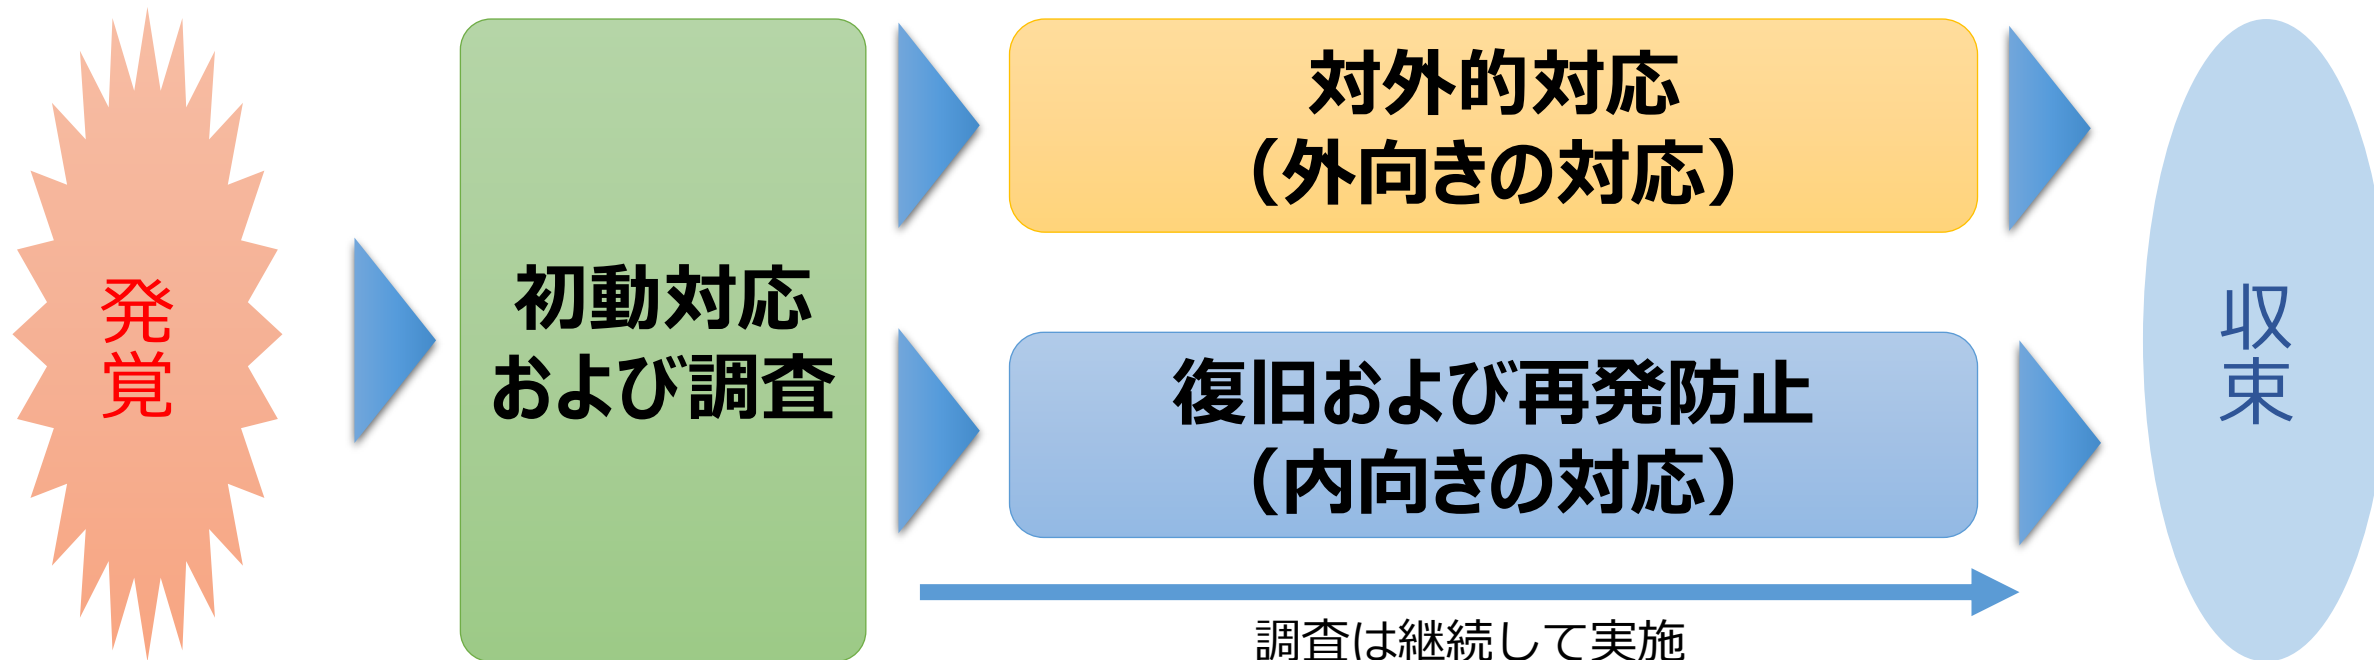 発覚
初動対応
および調査
対外的対応
（外向きの対応）
復旧および再発防止
（内向きの対応）
調査は継続して実施
収束